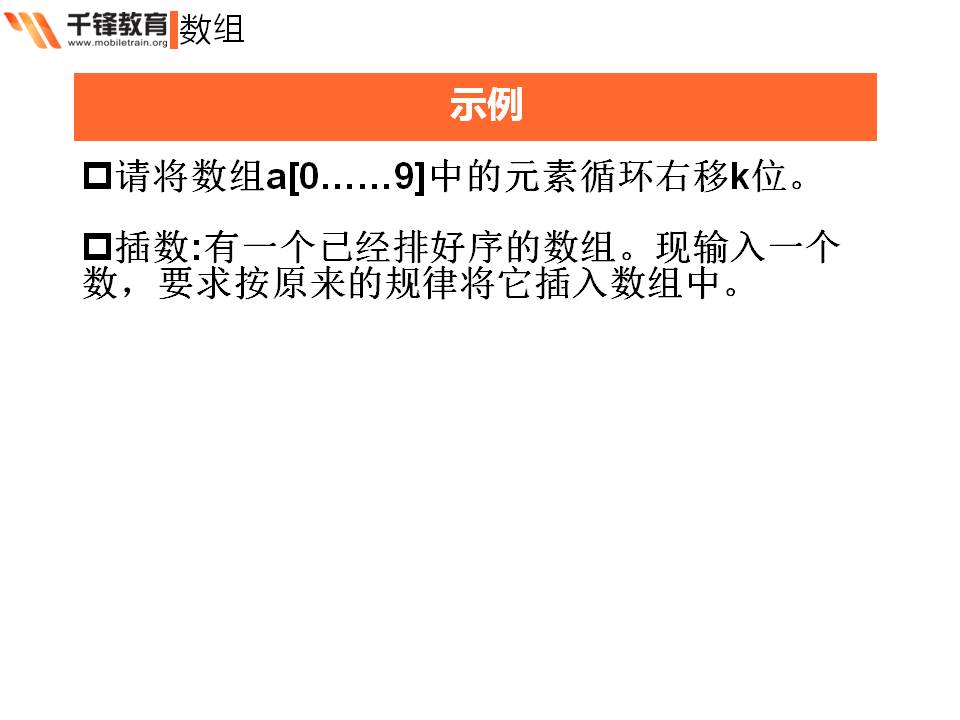 千锋教育 数组
www.mobiletrain.org
示例
请将数组a[0……9]中的元素循环右移k位。
插数:有一个已经排好序的数组。现输入一个
数，要求按原来的规律将它插入数组中。